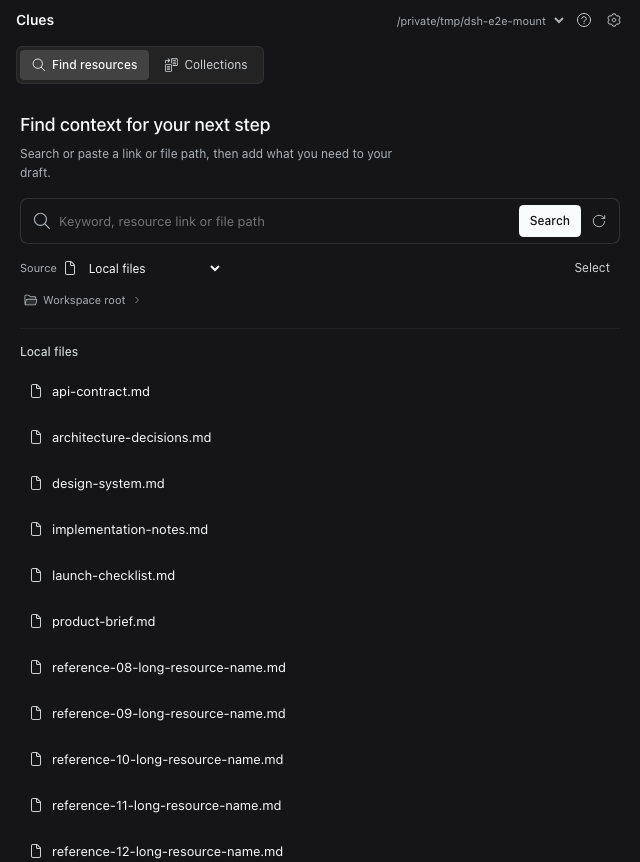 Clues
/private/tmp/dsh-e2e-mount
Find resources
Collections
Find context for your next step
Search or paste a link or file path, then add what you need to your
draft.
Keyword, resource link or file path
Search
Source
Local files
Select
Workspace root
Local files
api-contract.md
architecture-decisions.md
design-system.md
implementation-notes.md
launch-checklist.md
product-brief.md
reference-08-long-resource-name.md
reference-09-long-resource-name.md
reference-10-long-resource-name.md
reference-11-long-resource-name.md
reference-12-long-resource-name.md